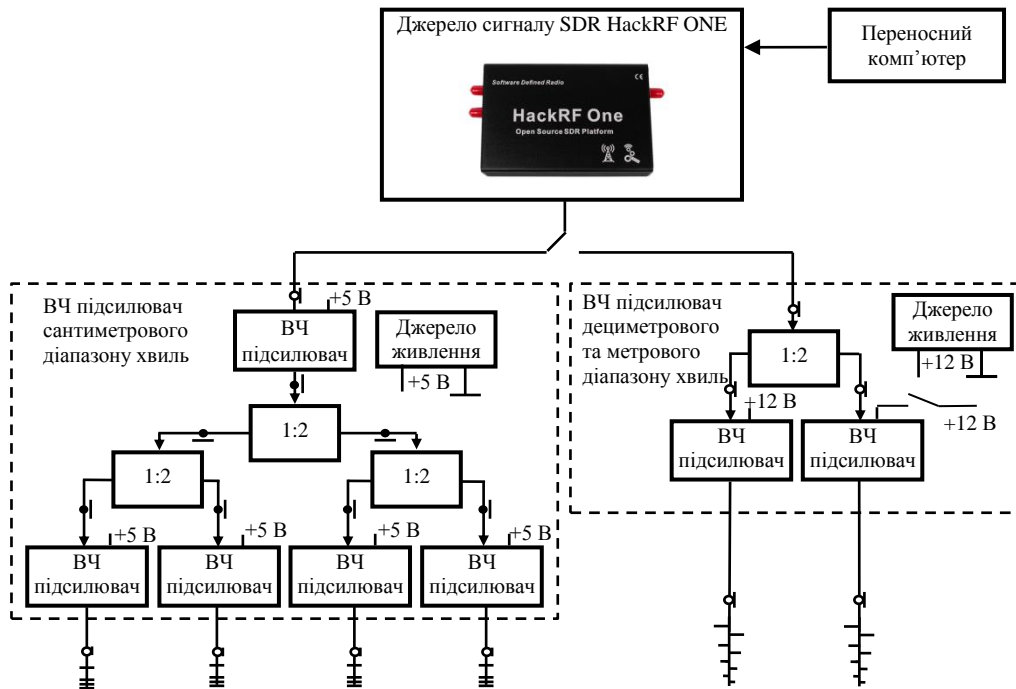 Джерело сигналу SDR HackRF ONE
Переносний
комп’ютер
Software Defined Radio
CE
HackRF One
Open Source SDR Platform
ВЧ підсилювач
сантиметрового
діапазону хвиль
+5 В
ВЧ
підсилювач
Джерело
живлення
+5 В
1:2
1:2
1:2
+5 В
+5 В
+5 В
+5 В
ВЧ
підсилювач
ВЧ
підсилювач
ВЧ
підсилювач
ВЧ
підсилювач
ВЧ підсилювач
дециметрового
та метрового
діапазону хвиль
1:2
Джерело
живлення
+12 В
+12 В
+12 В
ВЧ
підсилювач
ВЧ
підсилювач